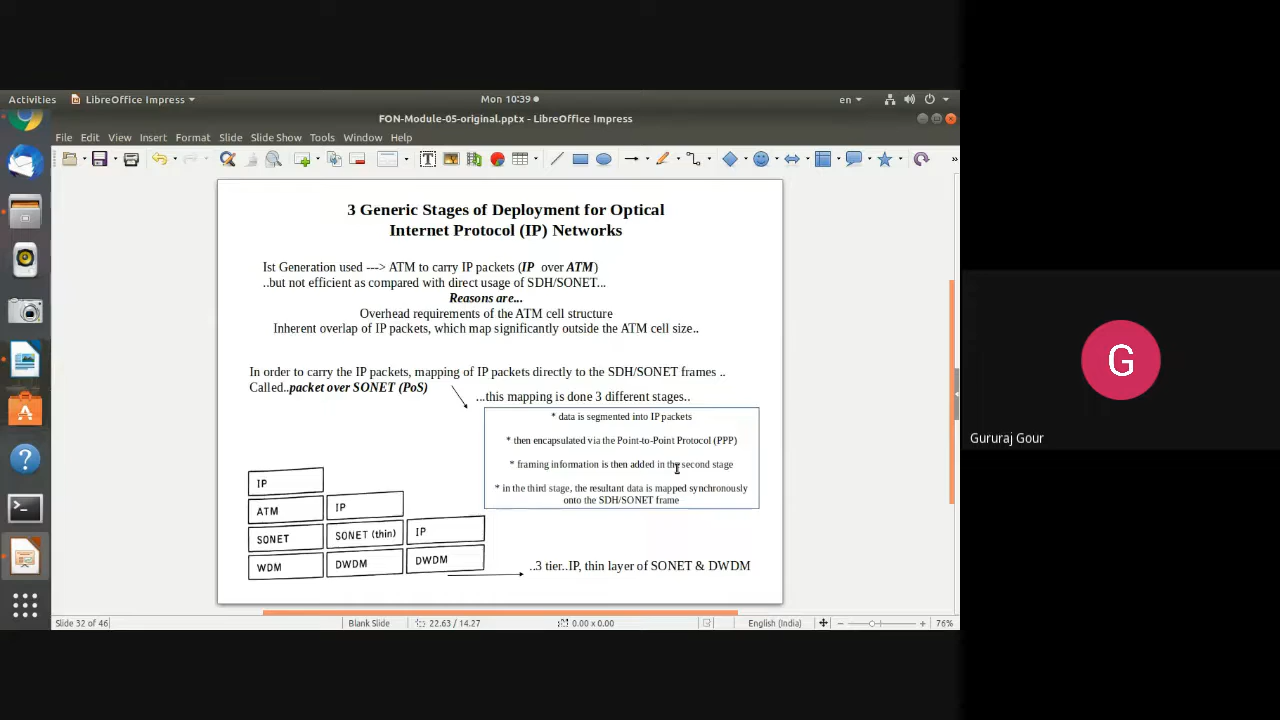 Activities LibreOffice Impress Mon 10:39 en
FON-Module-05-original.pptx - LibreOffice Impress
File Edit View Insert Format Slide Slide Show Tools Window Help
3 Generic Stages of Deployment for Optical
Internet Protocol (IP) Networks
Ist Generation used ---> ATM to carry IP packets (IP over ATM)
..but not efficient as compared with direct usage of SDH/SONET...
Reasons are...
Overhead requirements of the ATM cell structure
Inherent overlap of IP packets, which map significantly outside the ATM cell size..
In order to carry the IP packets, mapping of IP packets directly to the SDH/SONET frames ..
Called..packet over SONET (PoS)
...this mapping is done 3 different stages..
* data is segmented into IP packets
* then encapsulated via the Point-to-Point Protocol (PPP)
* framing information is then added in the second stage
* in the third stage, the resultant data is mapped synchronously
onto the SDH/SONET frame
IP
ATM IP
SONET SONET (thin) IP
WDM DWDM DWDM
..3 tier..IP, thin layer of SONET & DWDM
Slide 32 of 46 Blank Slide 22.63 / 14.27 0.00 x 0.00 English (India) 76%
G
Gururaj Gour